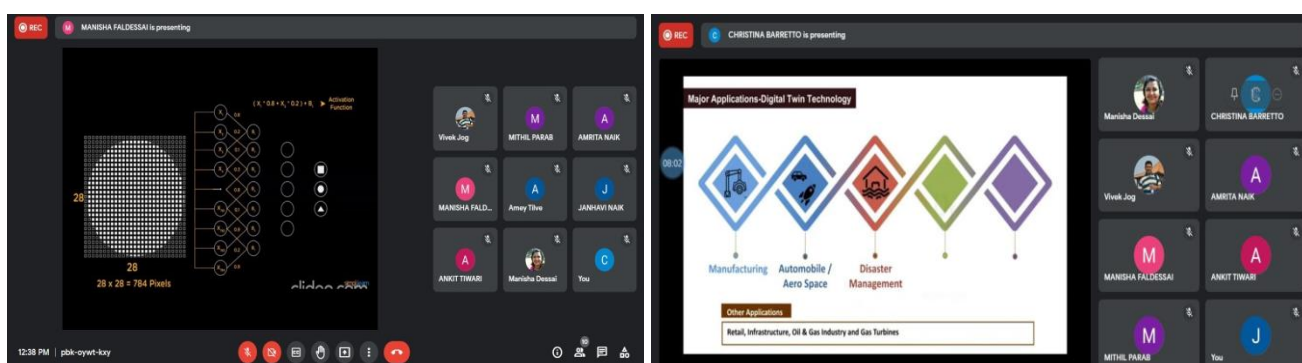 REC
M
MANISHA FALDESSAI is presenting
Activation
Function
28
28
28 x 28 = 784 Pixels
Vivek Jog
M
MITHIL PARAB
A
AMRITA NAIK
M
MANISHA FALD...
A
Amey Tilve
J
JANHAVI NAIK
A
ANKIT TIWARI
Manisha Dessai
C
You
12:38 PM | pbk-oywt-kxy
10
REC
C
CHRISTINA BARRETTO is presenting
08:02
Major Applications-Digital Twin Technology
Manufacturing
Automobile /
Aero Space
Disaster
Management
Other Applications
Retail, Infrastructure, Oil & Gas Industry and Gas Turbines
Manisha Dessai
C
CHRISTINA BARRETTO
Vivek Jog
A
AMRITA NAIK
M
MANISHA FALDESSAI
A
ANKIT TIWARI
M
MITHIL PARAB
J
You